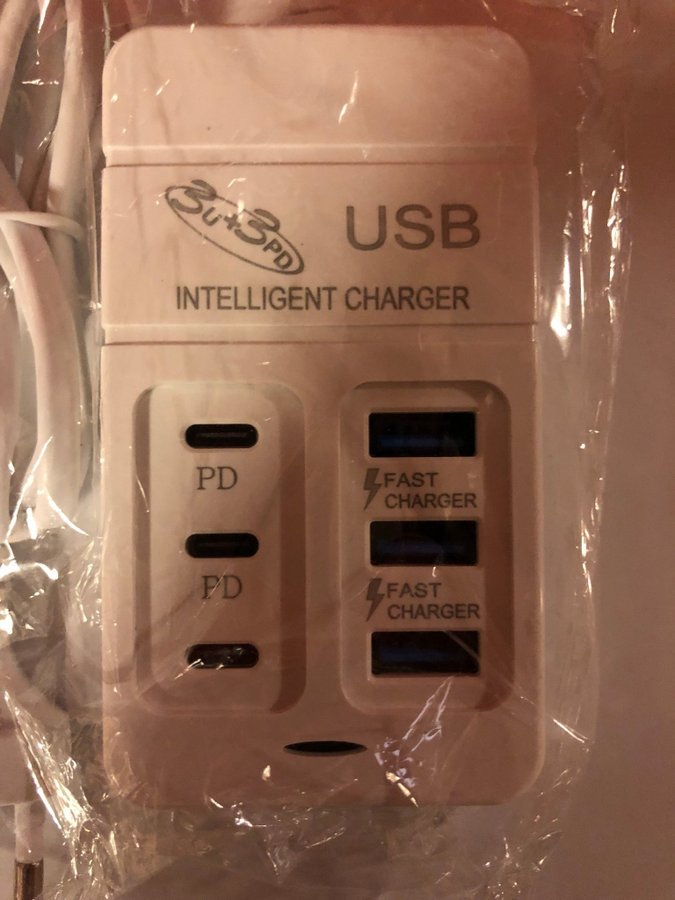 3U+3PD
USB
INTELLIGENT CHARGER
PD
FAST
CHARGER
PD
FAST
CHARGER